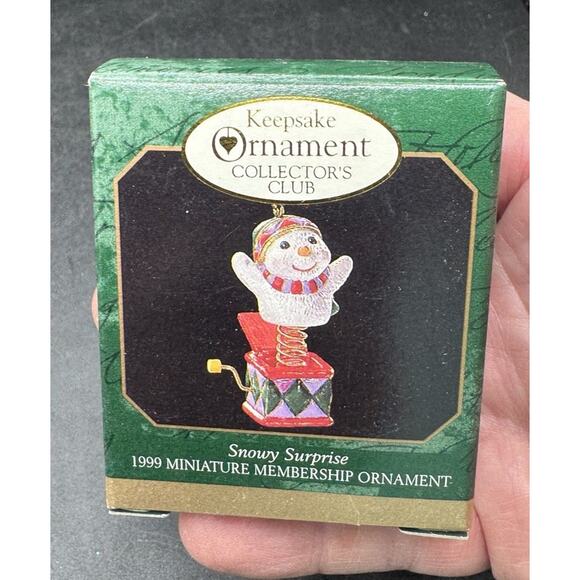 Keepsake
Ornament
COLLECTOR'S
CLUB
Snowy Surprise
1999 MINIATURE MEMBERSHIP ORNAMENT